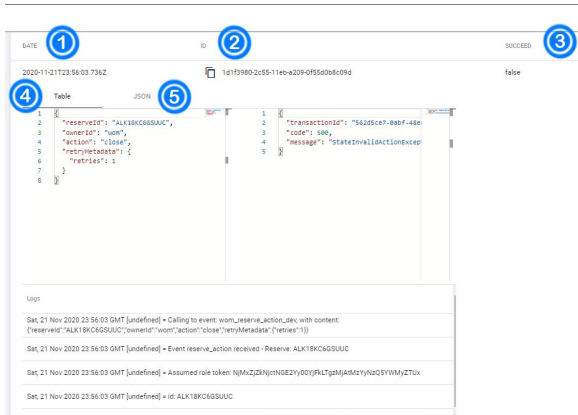 DATE 1 ID 2 SUCCEED 3
2020-11-21T23:56:03.736Z 1d1f3980-2c55-11eb-a209-0f55d0b8c09d false
4 Table JSON 5
1 {
2 "reserveId": "ALK18KC6GSUUC",
3 "ownerId": "wom",
4 "action": "close",
5 "retryMetadata": {
6 "retries": 1
7 }
8 }
1 {
2 "transactionId": "562d5ce7-0abf-48e
3 "code": 500,
4 "message": "StateInvalidActionExcep
5 }
Logs
Sat, 21 Nov 2020 23:56:03 GMT [undefined] = Calling to event: wom_reserve_action_dev, with content:
{"reserveId":"ALK18KC6GSUUC","ownerId":"wom","action":"close","retryMetadata":{"retries":1}}
Sat, 21 Nov 2020 23:56:03 GMT [undefined] = Event reserve_action received - Reserve: ALK18KC6GSUUC
Sat, 21 Nov 2020 23:56:03 GMT [undefined] = Assumed role token:
Sat, 21 Nov 2020 23:56:03 GMT [undefined] = id: ALK18KC6GSUUC